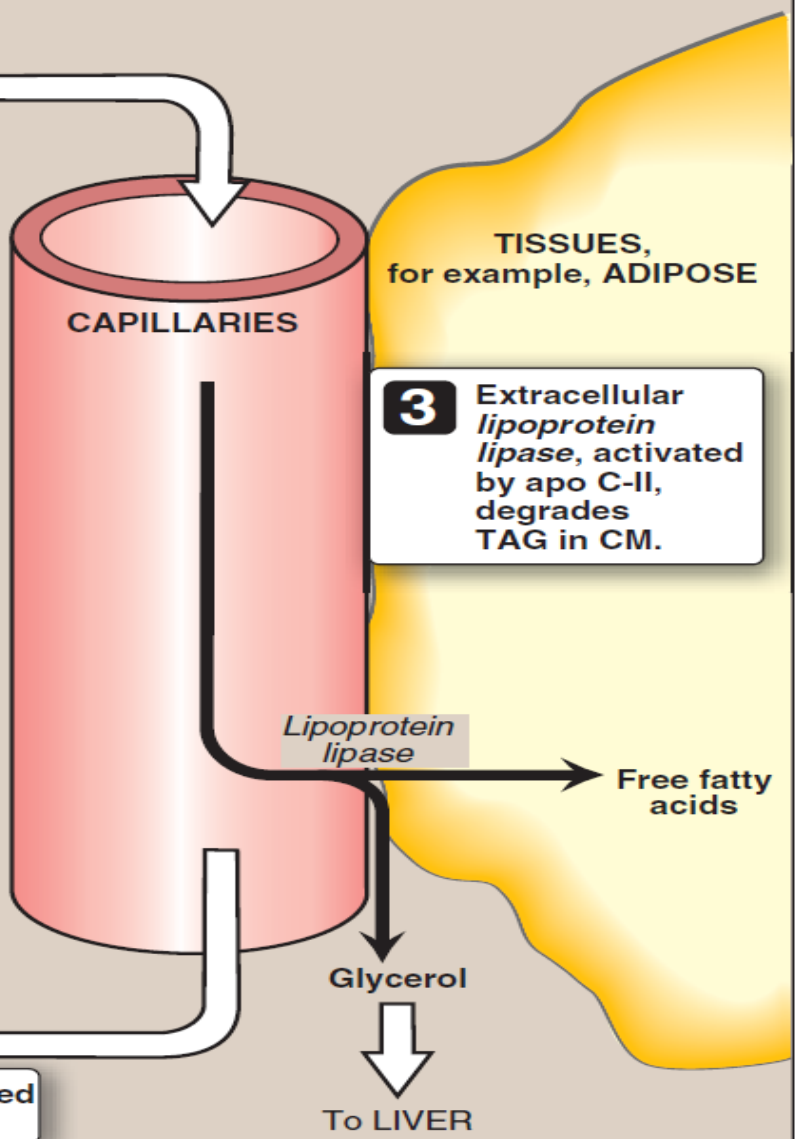 TISSUES,
for example, ADIPOSE
CAPILLARIES
3
Extracellular
lipoprotein
lipase, activated
by apo C-II,
degrades
TAG in CM.
Lipoprotein
lipase
Free fatty
acids
Glycerol
ed
To LIVER